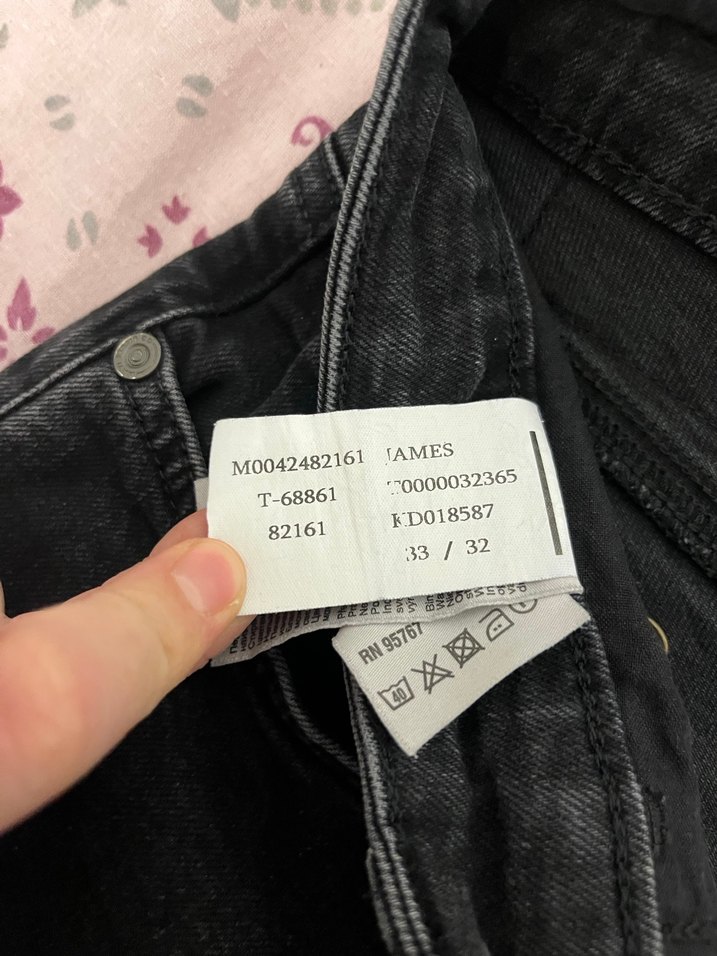 M0042482161
T-68861
82161
JAMES
T0000032365
KD018587
33 / 32
RN 95767
40